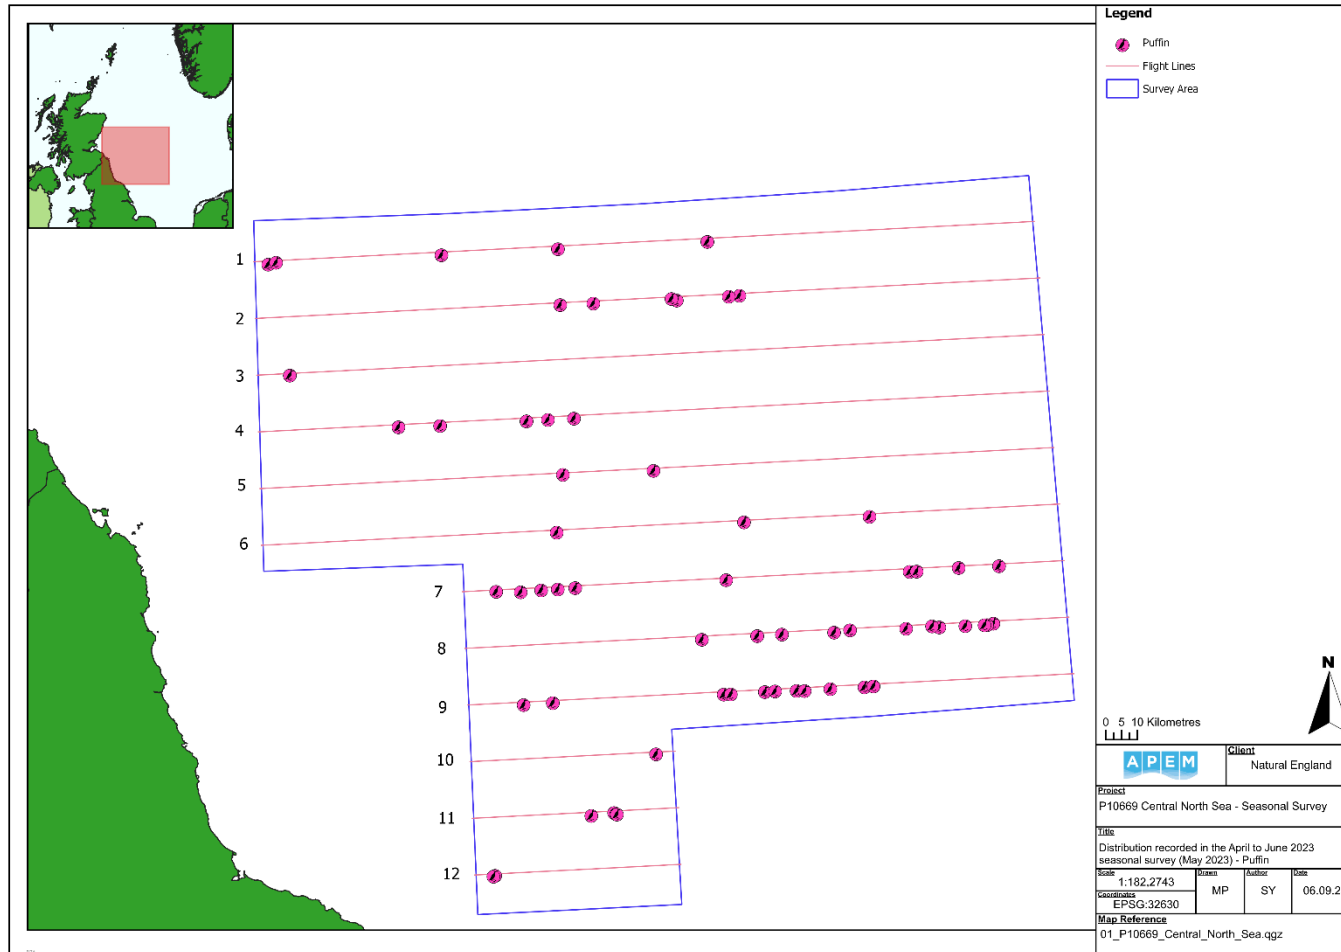 Legend
Puffin
Flight Lines
Survey Area
1
2
3
4
5
6
7
8
9
10
11
12
N
0 5 10 Kilometres
APEM
Client
Natural England
Project
P10669 Central North Sea - Seasonal Survey
Title
Distribution recorded in the April to June 2023
seasonal survey (May 2023) - Puffin
Scale
1:182,2743
Drawn
MP
Author
SY
Date
06.09.2
Coordinates
EPSG:32630
Map Reference
01_P10669_Central_North_Sea.qgz